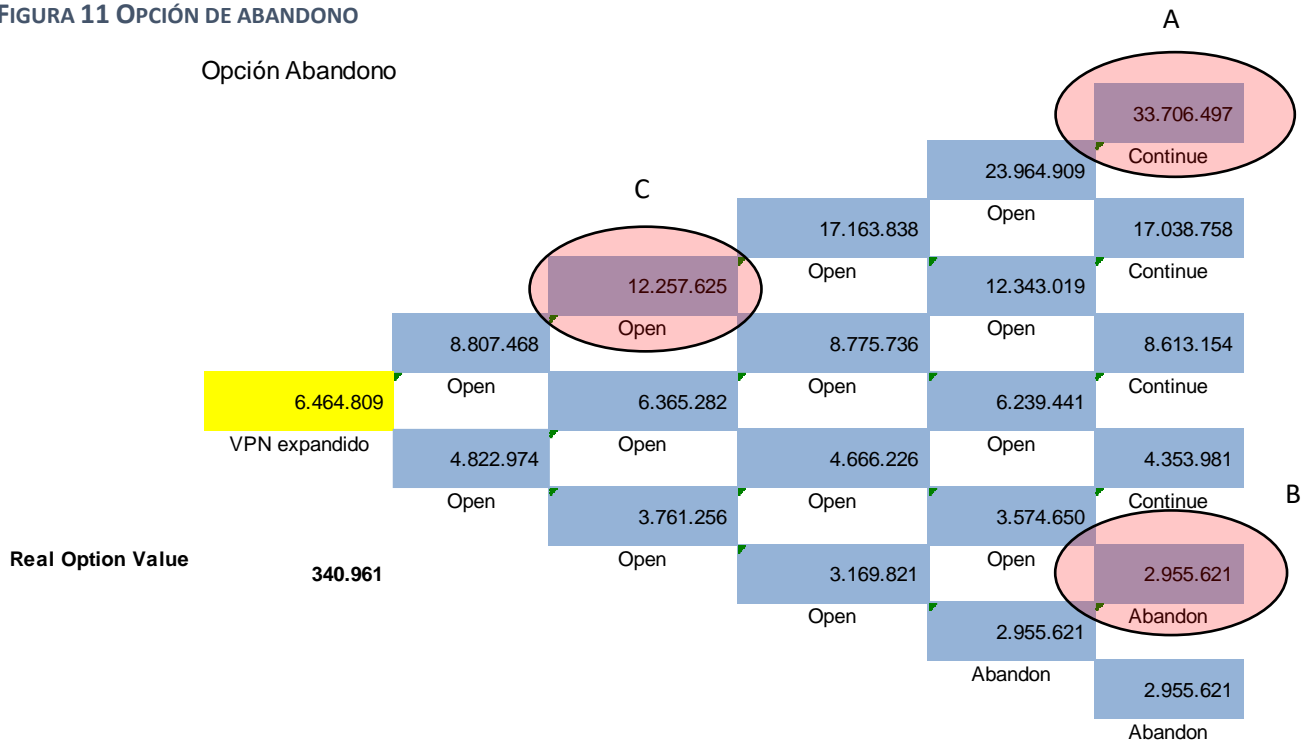 FIGURA 11 OPCIÓN DE ABANDONO
A
Opción Abandono
33.706.497
Continue
23.964.909
C
Open
17.163.838
17.038.758
Open
Continue
12.257.625
12.343.019
Open
Open
8.807.468
8.775.736
8.613.154
Open
Open
Continue
6.464.809
6.365.282
6.239.441
VPN expandido
Open
Open
4.822.974
4.666.226
4.353.981
Open
Open
Continue
B
3.761.256
3.574.650
Open
Open
Real Option Value
340.961
3.169.821
2.955.621
Open
Abandon
2.955.621
Abandon
2.955.621
Abandon